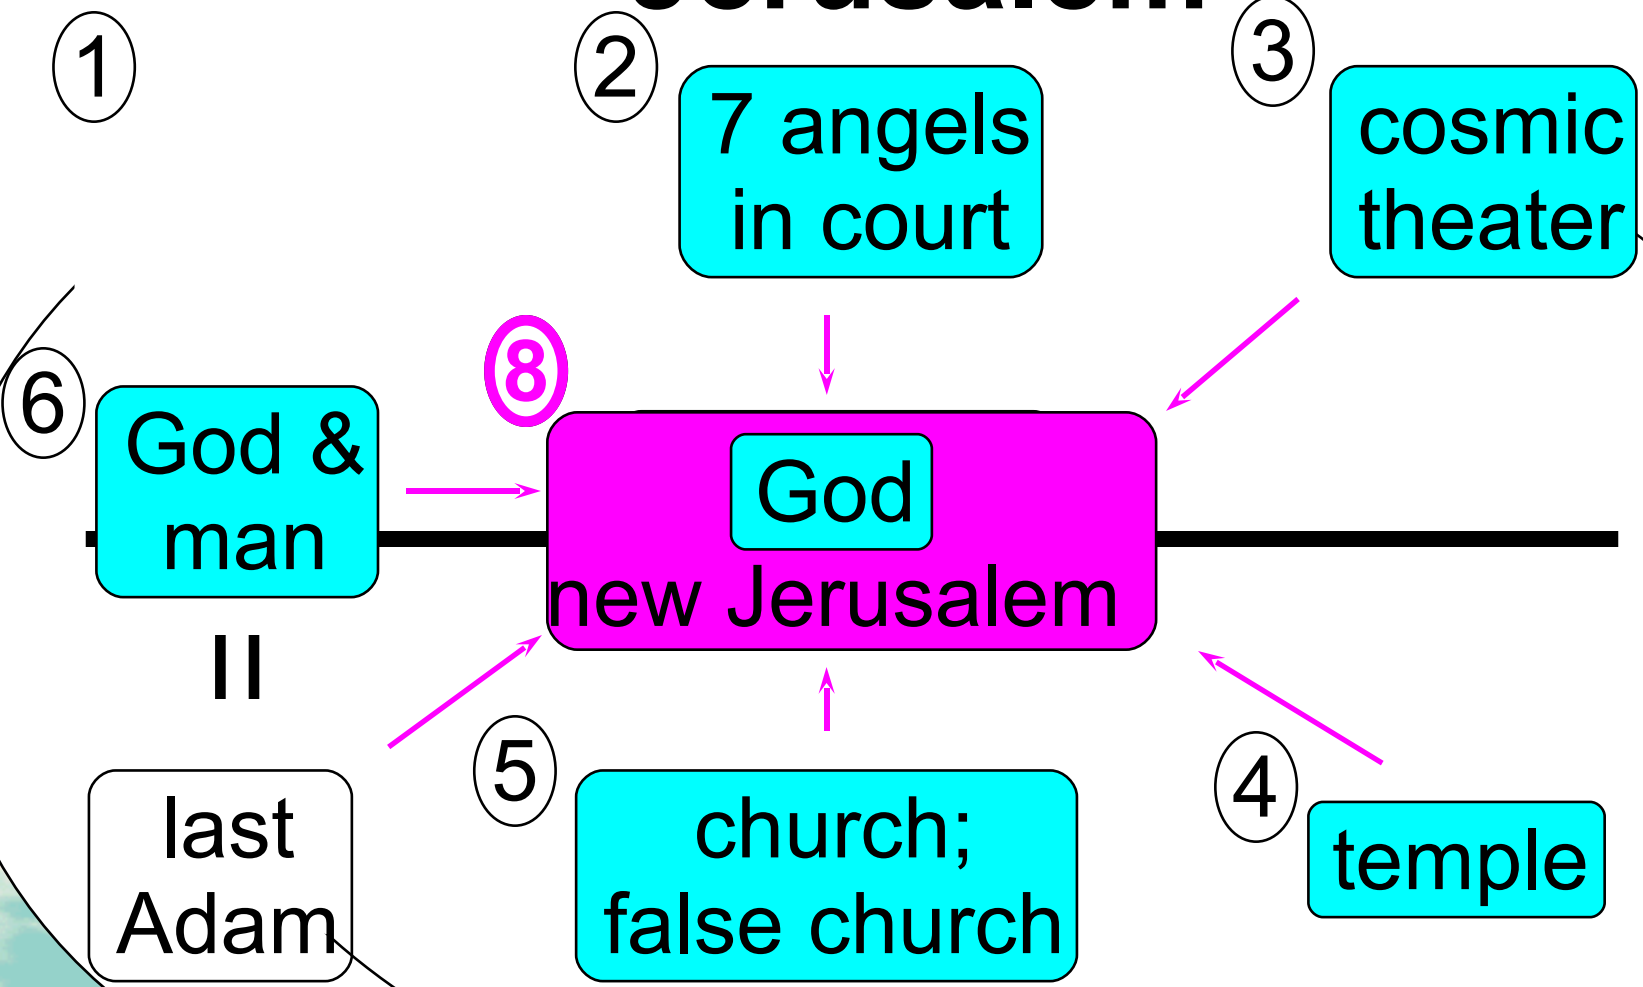 Jerusalem
1
2
3
7 angels
in court
cosmic
theater
6
8
God &
man
God
new Jerusalem
last
Adam
5
church;
false church
4
temple